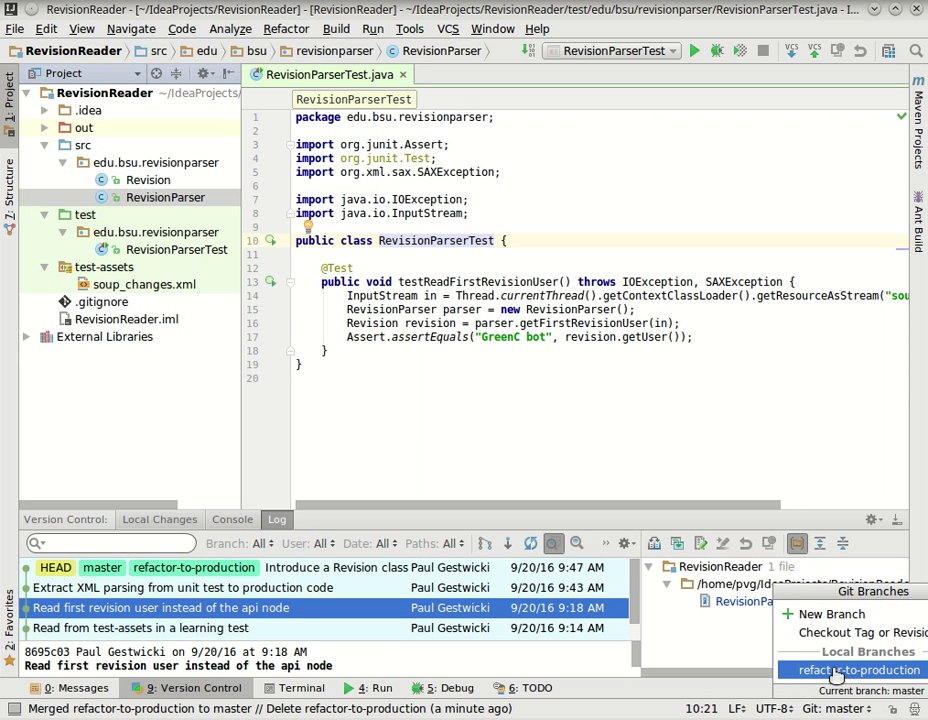 RevisionReader - [~/IdeaProjects/RevisionReader] - [RevisionReader] - ~/IdeaProjects/RevisionReader/test/edu/bsu/revisionparser/RevisionParserTest.java - I...
File Edit View Navigate Code Analyze Refactor Build Run Tools VCS Window Help
RevisionReader src edu bsu revisionparser RevisionParser RevisionParserTest VCS VCS
1: Project
7: Structure
2: Favorites
Project
RevisionReader ~/IdeaProjects/
.idea
out
src
edu.bsu.revisionparser
Revision
RevisionParser
test
edu.bsu.revisionparser
RevisionParserTest
test-assets
soup_changes.xml
.gitignore
RevisionReader.iml
External Libraries
RevisionParserTest.java
RevisionParserTest
1 package edu.bsu.revisionparser;
2
3 import org.junit.Assert;
4 import org.junit.Test;
5 import org.xml.sax.SAXException;
6
7 import java.io.IOException;
8 import java.io.InputStream;
9
10 public class RevisionParserTest {
11
12 @Test
13 public void testReadFirstRevisionUser() throws IOException, SAXException {
14 InputStream in = Thread.currentThread().getContextClassLoader().getResourceAsStream("sou
15 RevisionParser parser = new RevisionParser();
16 Revision revision = parser.getFirstRevisionUser(in);
17 Assert.assertEquals("GreenC bot", revision.getUser());
18 }
19 }
20
Maven Projects
Ant Build
Version Control: Local Changes Console Log
Branch: All User: All Date: All Paths: All
HEAD master refactor-to-production Introduce a Revision class Paul Gestwicki 9/20/16 9:47 AM
Extract XML parsing from unit test to production code Paul Gestwicki 9/20/16 9:43 AM
Read first revision user instead of the api node Paul Gestwicki 9/20/16 9:18 AM
Read from test-assets in a learning test Paul Gestwicki 9/20/16 9:14 AM
8695c03 Paul Gestwicki on 9/20/16 at 9:18 AM
Read first revision user instead of the api node
RevisionReader 1 file
/home/pvg/IdeaProjects/RevisionReader
RevisionPa
Git Branches
New Branch
Checkout Tag or Revisio
Local Branches
refactor-to-production
Current branch: master
0: Messages 9: Version Control Terminal 4: Run 5: Debug 6: TODO
Merged refactor-to-production to master // Delete refactor-to-production (a minute ago) 10:21 LF UTF-8 Git: master